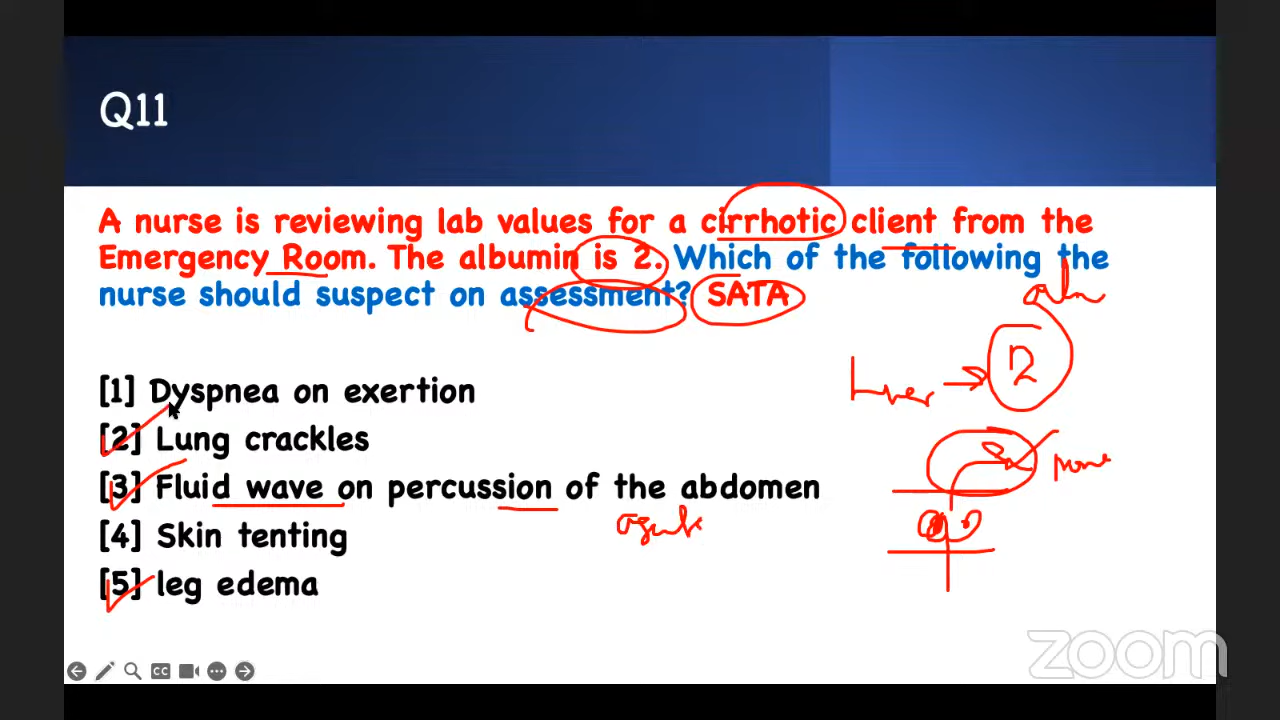 Q11
A nurse is reviewing lab values for a cirrhotic client from the
Emergency Room. The albumin is 2. Which of the following the
nurse should suspect on assessment? SATA
[1] Dyspnea on exertion
[2] Lung crackles
[3] Fluid wave on percussion of the abdomen
[4] Skin tenting
[5] leg edema
Liver
2
CC
zoom